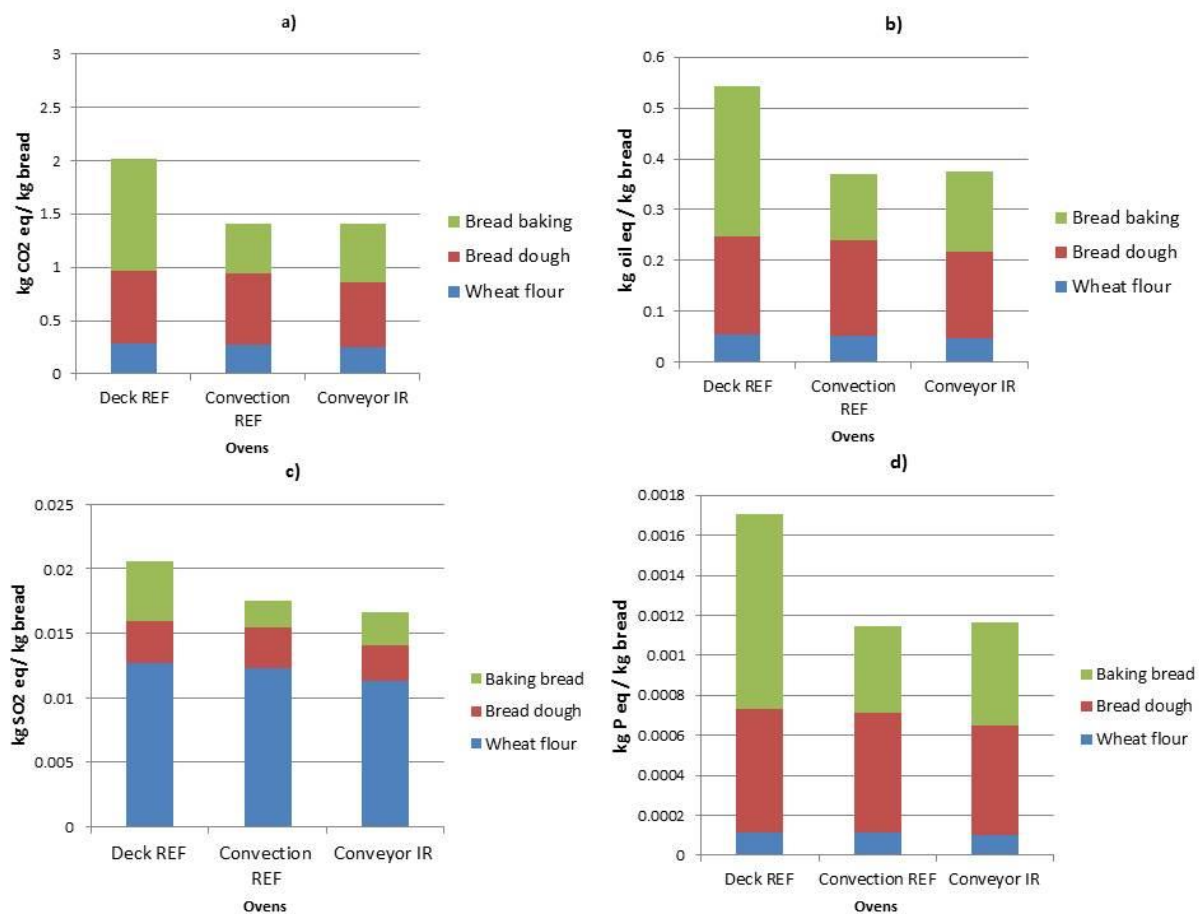 a)
3
2.5
2
1.5
1
0.5
0
kg CO2 eq/ kg bread
Deck REF
Convection
REF
Conveyor IR
Ovens
Bread baking
Bread dough
Wheat flour
b)
0.6
0.5
0.4
0.3
0.2
0.1
0
kg oil eq / kg bread
Deck REF
Convection
REF
Conveyor IR
Ovens
Bread baking
Bread dough
Wheat flour
c)
0.025
0.02
0.015
0.01
0.005
0
kg SO2 eq/ kg bread
Deck REF
Convection
REF
Conveyor IR
Ovens
Baking bread
Bread dough
Wheat flour
d)
0.0018
0.0016
0.0014
0.0012
0.001
0.0008
0.0006
0.0004
0.0002
0
kg P eq / kg bread
Deck REF
Convection REF
Conveyor IR
Ovens
Baking bread
Bread dough
Wheat flour